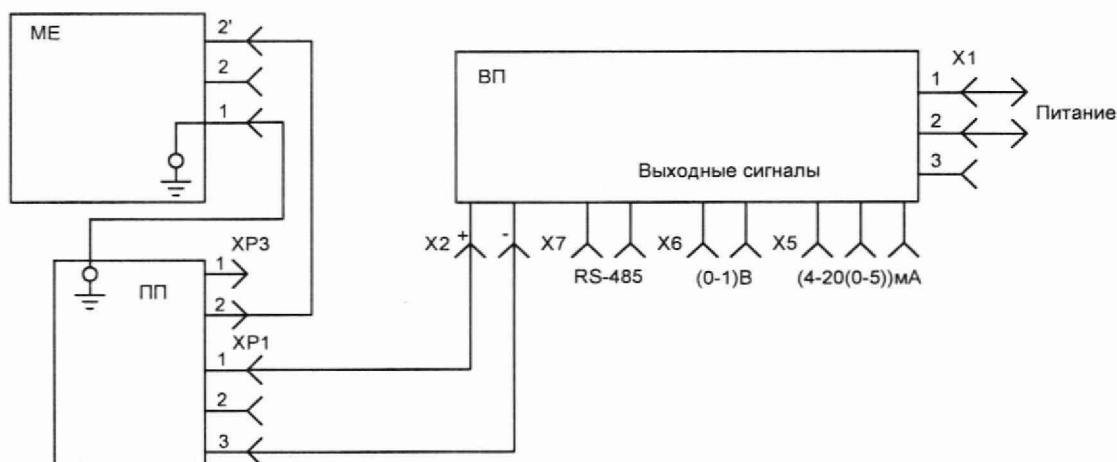 МЕ
2'
2
1
ВП
X1
1
2
3
Питание
Выходные сигналы
X2
+
-
X7
X6
X5
RS-485
(0-1)В
(4-20(0-5))мА
XP3
1
ПП
2
XP1
1
2
3